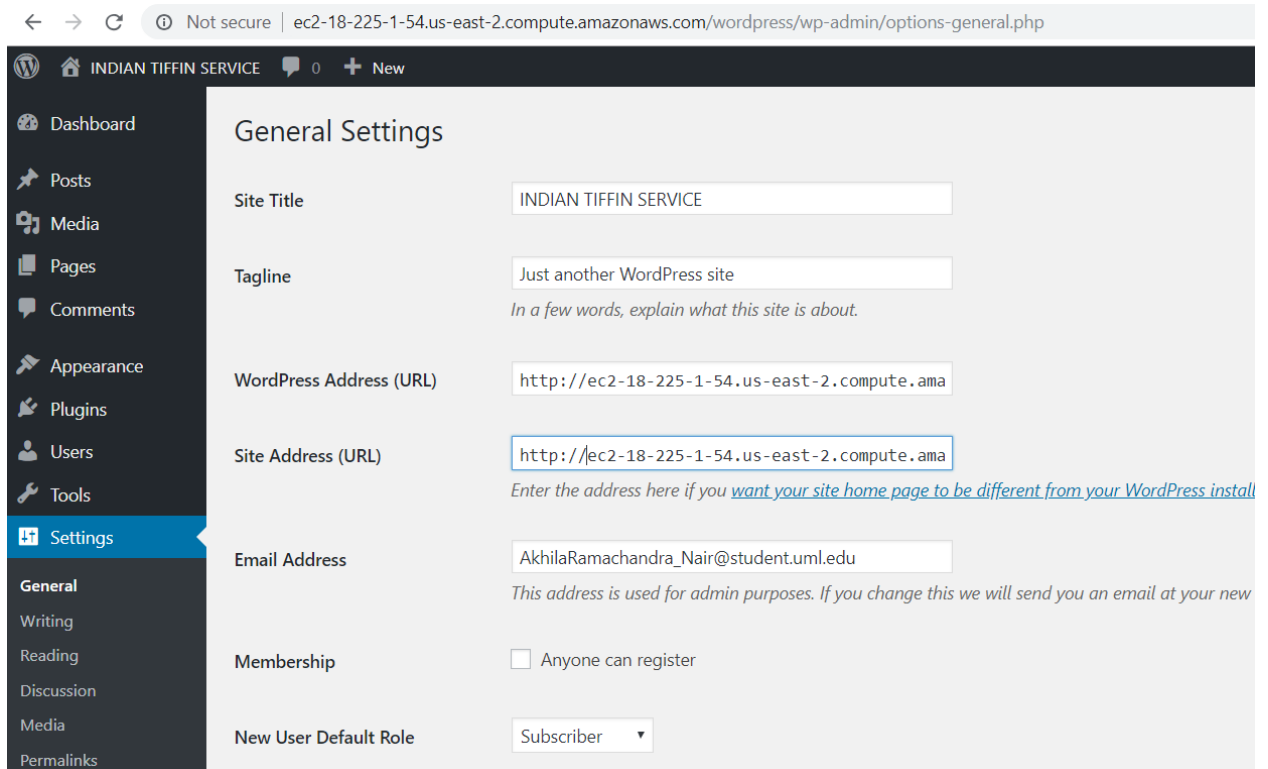 Not secure | ec2-18-225-1-54.us-east-2.compute.amazonaws.com/wordpress/wp-admin/options-general.php
INDIAN TIFFIN SERVICE 0 New
Dashboard
Posts
Media
Pages
Comments
Appearance
Plugins
Users
Tools
Settings
General
Writing
Reading
Discussion
Media
Permalinks
General Settings
Site Title INDIAN TIFFIN SERVICE
Tagline Just another WordPress site
In a few words, explain what this site is about.
WordPress Address (URL) http://ec2-18-225-1-54.us-east-2.compute.ama
Site Address (URL) http://ec2-18-225-1-54.us-east-2.compute.ama
Enter the address here if you want your site home page to be different from your WordPress install
Email Address AkhilaRamachandra_Nair@student.uml.edu
This address is used for admin purposes. If you change this we will send you an email at your new
Membership Anyone can register
New User Default Role Subscriber